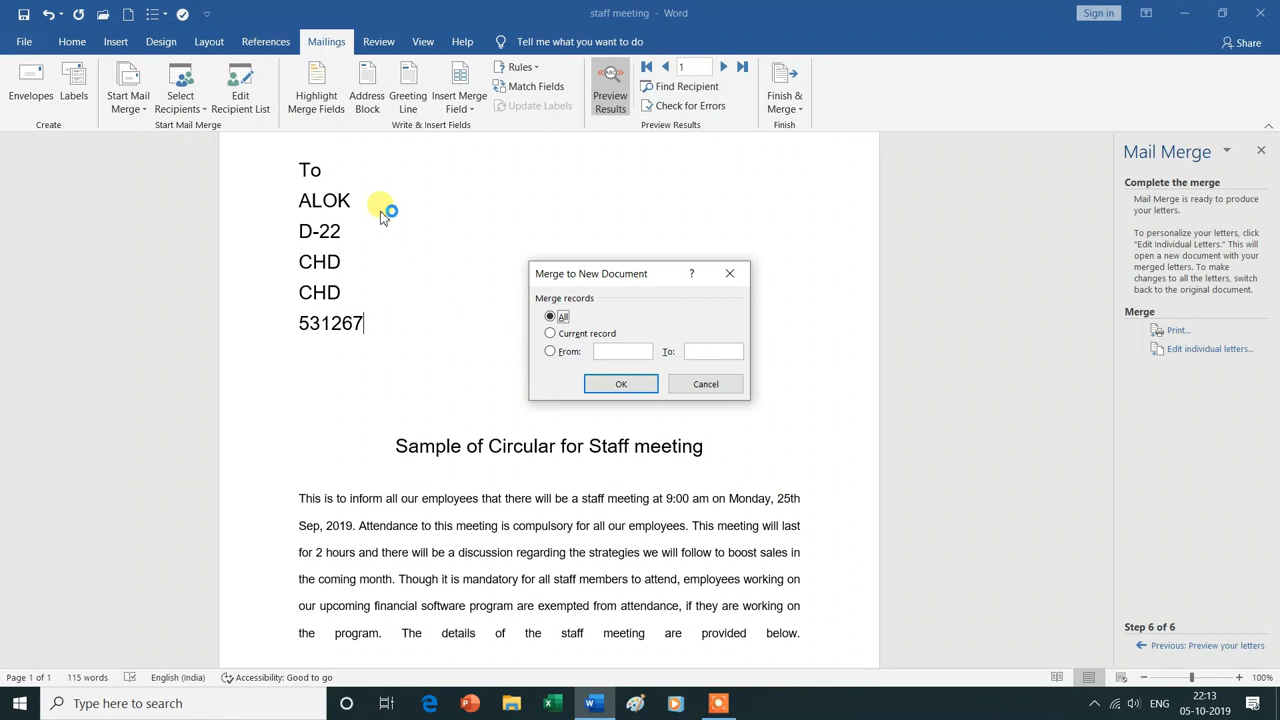 staff meeting - Word
Sign in
File Home Insert Design Layout References Mailings Review View Help Tell me what you want to do Share
Envelopes Labels
Create
Start Mail Merge Select Recipients Edit Recipient List
Start Mail Merge
Highlight Merge Fields Address Block Greeting Line Insert Merge Field
Rules
Match Fields
Update Labels
Write & Insert Fields
Preview Results
1
Find Recipient
Check for Errors
Preview Results
Finish & Merge
Finish
To
ALOK
D-22
CHD
CHD
531267
Merge to New Document ?
Merge records
All
Current record
From: To:
OK Cancel
Sample of Circular for Staff meeting
This is to inform all our employees that there will be a staff meeting at 9:00 am on Monday, 25th
Sep, 2019. Attendance to this meeting is compulsory for all our employees. This meeting will last
for 2 hours and there will be a discussion regarding the strategies we will follow to boost sales in
the coming month. Though it is mandatory for all staff members to attend, employees working on
our upcoming financial software program are exempted from attendance, if they are working on
the program. The details of the staff meeting are provided below.
Mail Merge
Complete the merge
Mail Merge is ready to produce
your letters.
To personalize your letters, click
"Edit Individual Letters." This will
open a new document with your
merged letters. To make
changes to all the letters, switch
back to the original document.
Merge
Print...
Edit individual letters...
Step 6 of 6
Previous: Preview your letters
Page 1 of 1 115 words English (India) Accessibility: Good to go 100%
Type here to search
ENG
22:13
05-10-2019